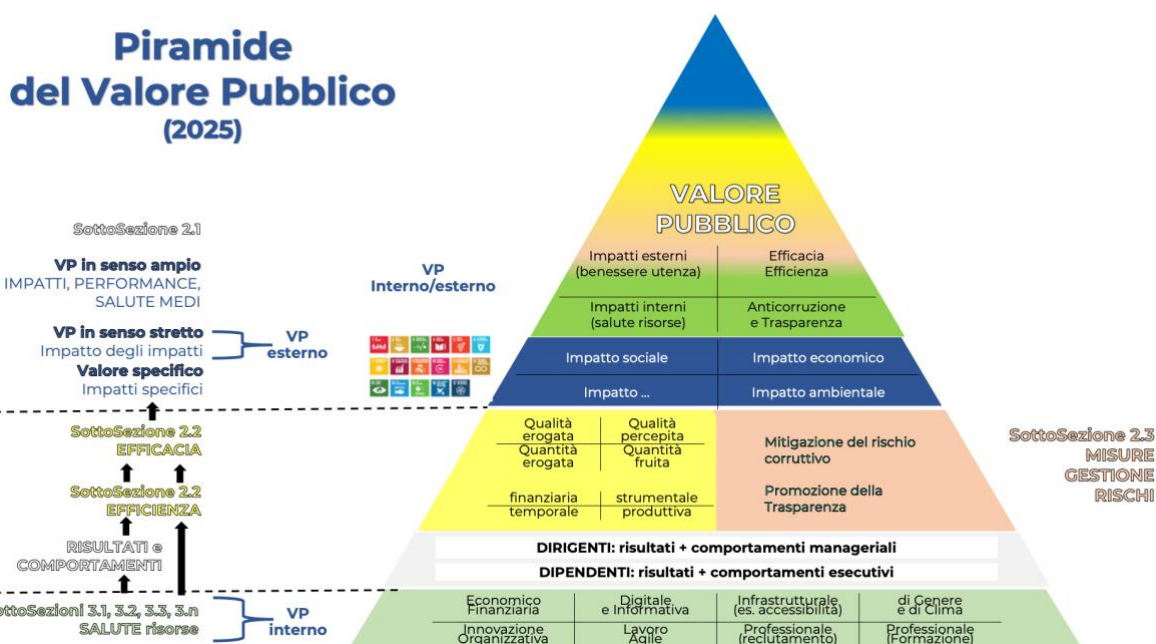 Piramide
del Valore Pubblico
(2025)
SottoSezione 2.1
VP in senso ampio
IMPATTI, PERFORMANCE,
SALUTE MEDI
VP in senso stretto
Impatto degli impatti
Valore specifico
Impatti specifici
VP
esterno
VP
Interno/esterno
SottoSezione 2.2
EFFICACIA
SottoSezione 2.2
EFFICIENZA
RISULTATI e
COMPORTAMENTI
ottoSezioni 3.1, 3.2, 3.3, 3.n
SALUTE risorse
VP
interno
VALORE
PUBBLICO
Impatti esterni
(benessere utenza)
Efficacia
Efficienza
Impatti interni
(salute risorse)
Anticorruzione
e Trasparenza
Impatto sociale
Impatto economico
Impatto ...
Impatto ambientale
Qualità
erogata
Qualità
percepita
Quantità
erogata
Quantità
fruita
finanziaria
temporale
strumentale
produttiva
Mitigazione del rischio
corruttivo
Promozione della
Trasparenza
SottoSezione 2.3
MISURE
GESTIONE
RISCHI
DIRIGENTI: risultati + comportamenti manageriali
DIPENDENTI: risultati + comportamenti esecutivi
Economico
Finanziaria
Digitale
e Informativa
Infrastrutturale
(es. accessibilità)
di Genere
e di Clima
Innovazione
Organizzativa
Lavoro
Agile
Professionale
(reclutamento)
Professionale
(Formazione)